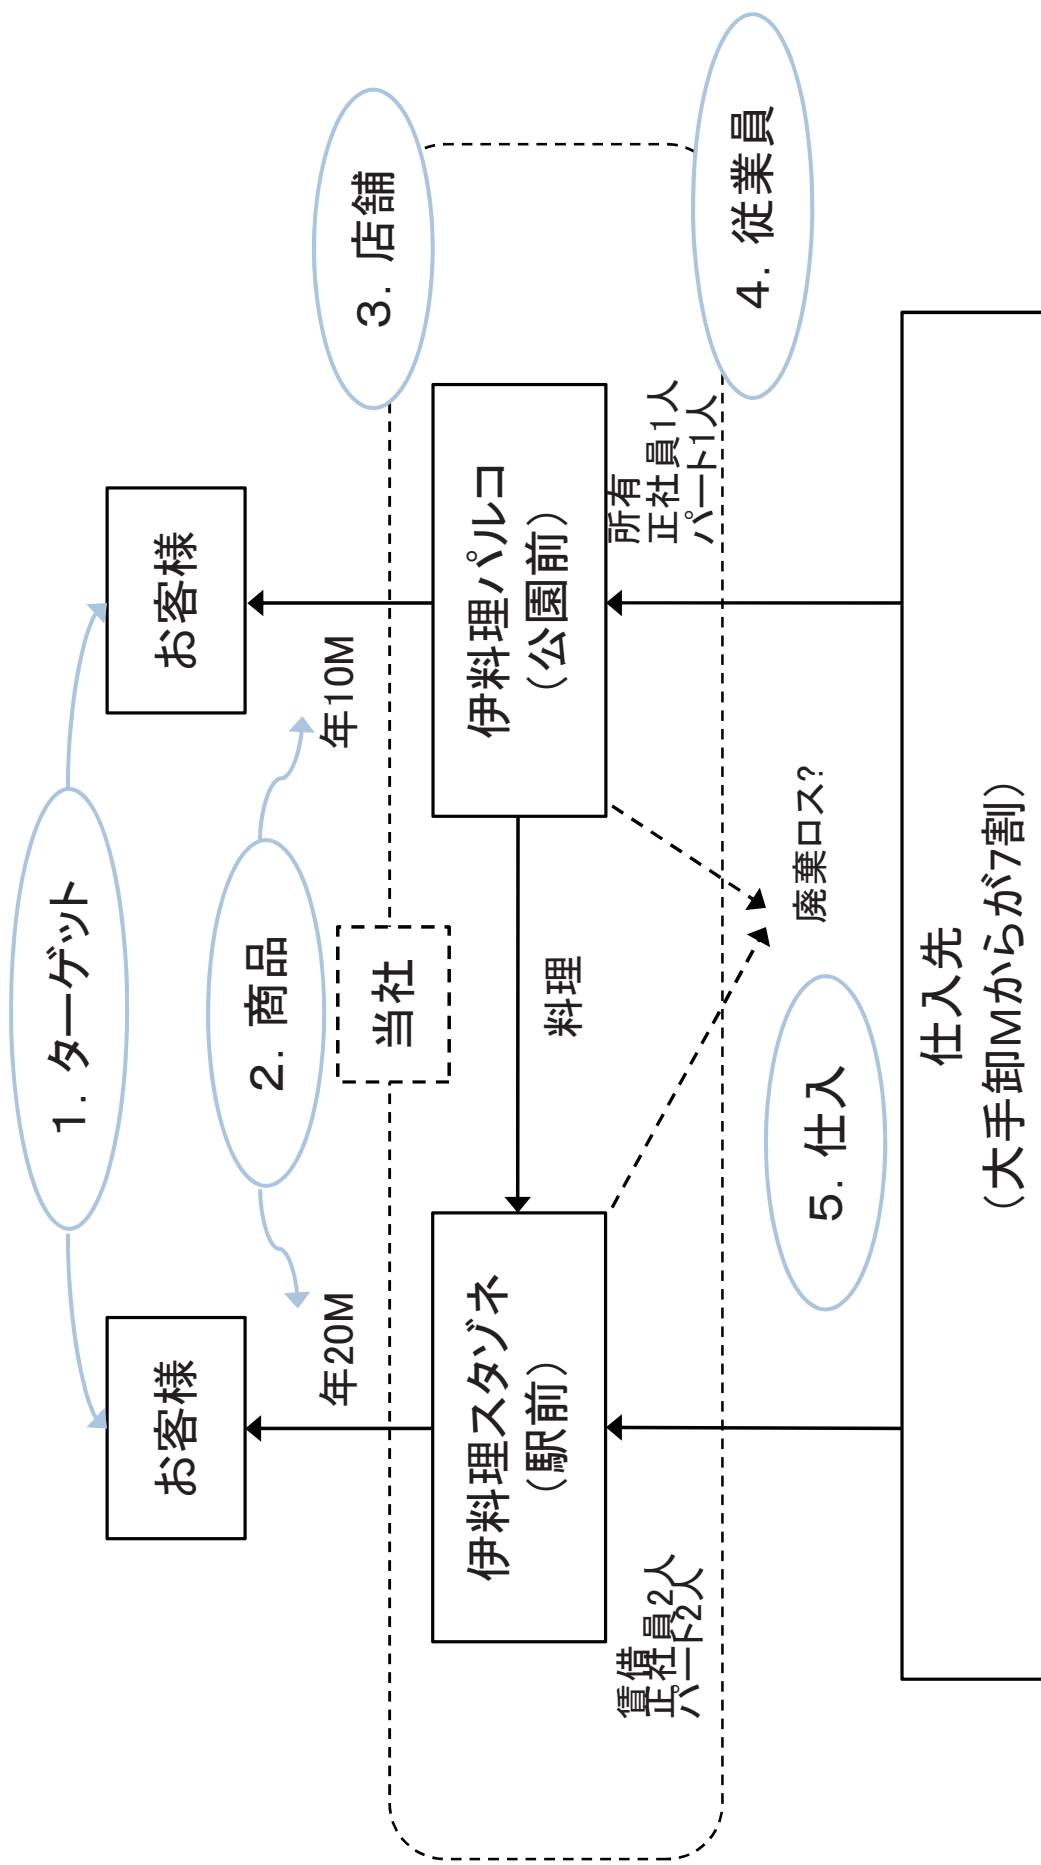 1. ターゲット
お客様
お客様
2. 商品
年20M
年10M
当社
3. 店舗
伊料理スタゾネ
(駅前)
料理
伊料理パルコ
(公園前)
賃借
正社員2人
パート2人
所有
正社員1人
パート1人
4. 従業員
廃棄ロス?
5. 仕入
仕入先
(大手卸Mからが7割)